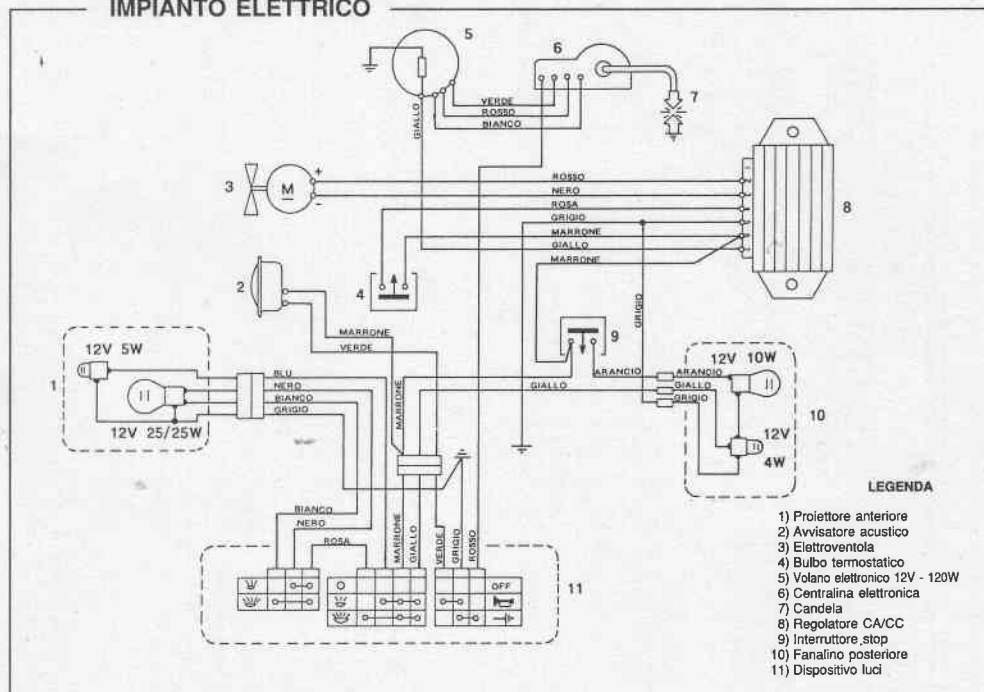 IMPIANTO ELETTRICO
5
6
7
VERDE
ROSSO
BIANCO
GIALLO
3
M
+
-
ROSSO
NERO
ROSA
GRIGIO
MARRONE
GIALLO
MARRONE
8
2
4
GRIGIO
MARRONE
VERDE
9
12V 5W
1
12V 25/25W
BLU
NERO
BIANCO
GRIGIO
MARRONE
GIALLO
ARANCIO
ARANCIO
GIALLO
GRIGIO
12V 10W
12V
4W
10
BIANCO
NERO
ROSA
MARRONE
GIALLO
VERDE
GRIGIO
ROSSO
OFF
11
LEGENDA
1) Proiettore anteriore
2) Avvisatore acustico
3) Elettroventola
4) Bulbo termostatico
5) Volano elettronico 12V - 120W
6) Centralina elettronica
7) Candela
8) Regolatore CA/CC
9) Interruttore stop
10) Fanalino posteriore
11) Dispositivo luci